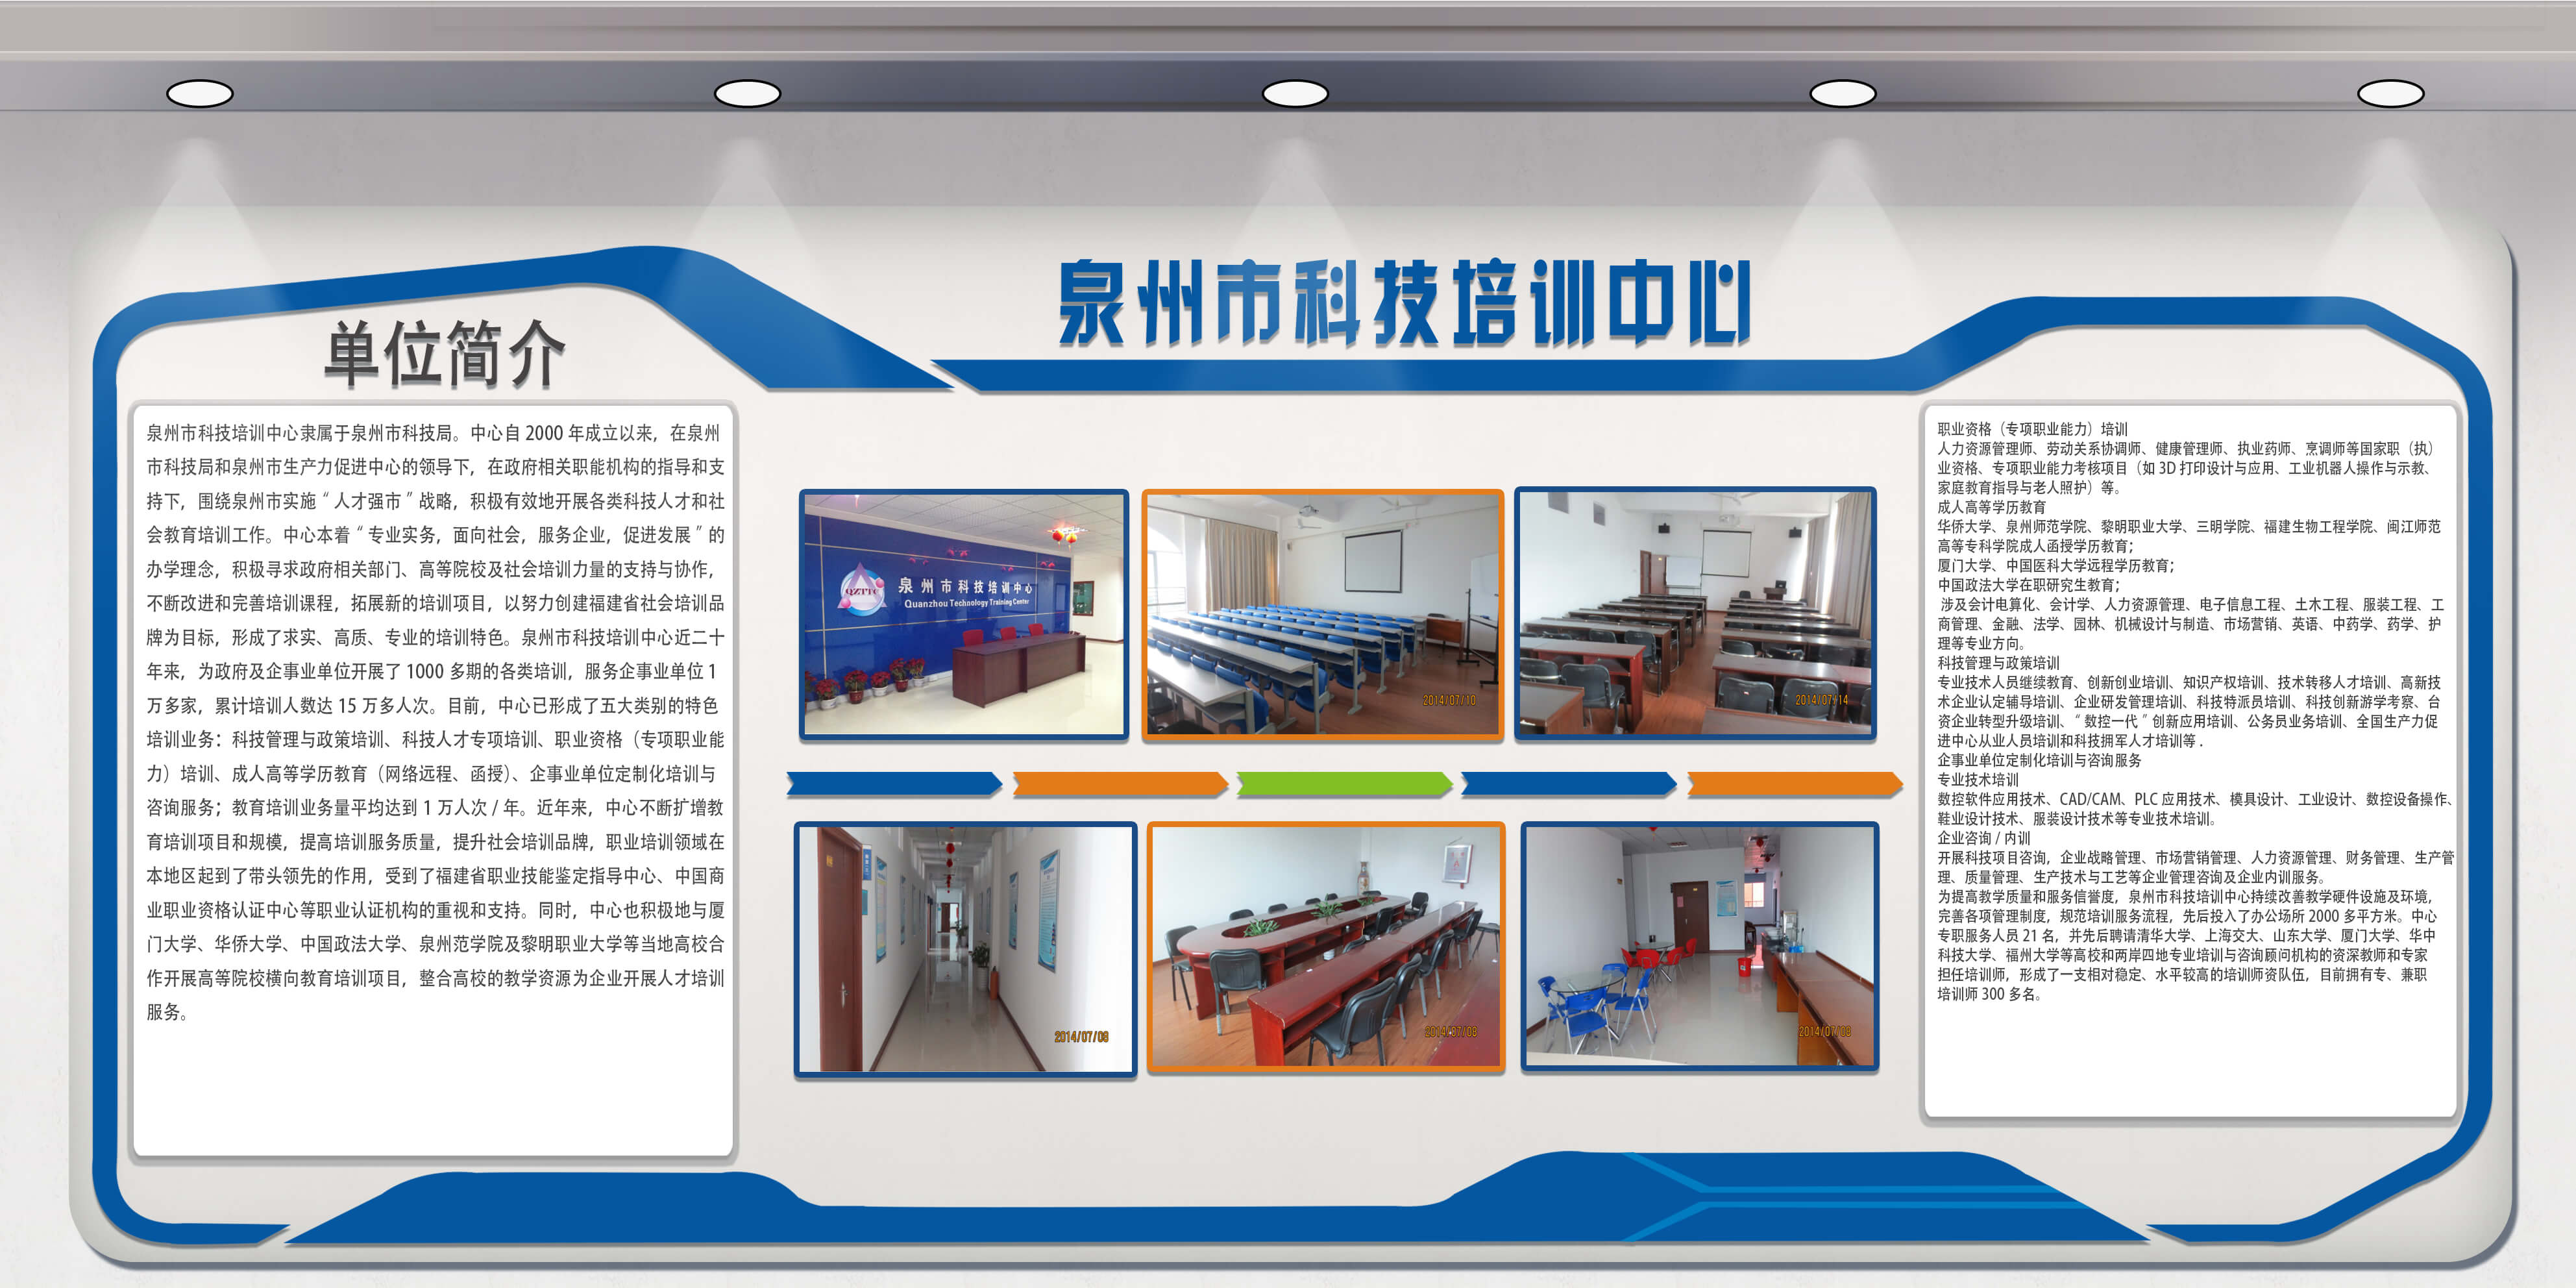 泉州市科技培训中心
单位简介
泉州市科技培训中心隶属于泉州市科技局。中心自 2000 年成立以来，在泉州
市科技局和泉州市生产力促进中心的领导下，在政府相关职能机构的指导和支
持下，围绕泉州市实施“人才强市”战略，积极有效地开展各类科技人才和社
会教育培训工作。中心本着“专业实务，面向社会，服务企业，促进发展”的
办学理念，积极寻求政府相关部门、高等院校及社会培训力量的支持与协作，
不断改进和完善培训课程，拓展新的培训项目，以努力创建福建省社会培训品
牌为目标，形成了求实、高质、专业的培训特色。泉州市科技培训中心近二十
年来，为政府及企事业单位开展了 1000 多期的各类培训，服务企事业单位 1
万多家，累计培训人数达 15 万多人次。目前，中心已形成了五大类别的特色
培训业务：科技管理与政策培训、科技人才专项培训、职业资格（专项职业能
力）培训、成人高等学历教育（网络远程、函授）、企事业单位定制化培训与
咨询服务；教育培训业务量平均达到 1 万人次 / 年。近年来，中心不断扩增教
育培训项目和规模，提高培训服务质量，提升社会培训品牌，职业培训领域在
本地区起到了带头领先的作用，受到了福建省职业技能鉴定指导中心、中国商
业职业资格认证中心等职业认证机构的重视和支持。同时，中心也积极地与厦
门大学、华侨大学、中国政法大学、泉州范学院及黎明职业大学等当地高校合
作开展高等院校横向教育培训项目，整合高校的教学资源为企业开展人才培训
服务。
QZTTC
泉州市科技培训中心
Quanzhou Technology Training Center
2014/07/10
2014/07/14
2014/07/08
2014/07/08
2014/07/08
职业资格（专项职业能力）培训
人力资源管理师、劳动关系协调师、健康管理师、执业药师、烹调师等国家职（执）
业资格、专项职业能力考核项目（如 3D 打印设计与应用、工业机器人操作与示教、
家庭教育指导与老人照护）等。
成人高等学历教育
华侨大学、泉州师范学院、黎明职业大学、三明学院、福建生物工程学院、闽江师范
高等专科学院成人函授学历教育；
厦门大学、中国医科大学远程学历教育；
中国政法大学在职研究生教育；
涉及会计电算化、会计学、人力资源管理、电子信息工程、土木工程、服装工程、工
商管理、金融、法学、园林、机械设计与制造、市场营销、英语、中药学、药学、护
理等专业方向。
科技管理与政策培训
专业技术人员继续教育、创新创业培训、知识产权培训、技术转移人才培训、高新技
术企业认定辅导培训、企业研发管理培训、科技特派员培训、科技创新游学考察、台
资企业转型升级培训、“数控一代”创新应用培训、公务员业务培训、全国生产力促
进中心从业人员培训和科技拥军人才培训等 .
企事业单位定制化培训与咨询服务
专业技术培训
数控软件应用技术、CAD/CAM、PLC 应用技术、模具设计、工业设计、数控设备操作、
鞋业设计技术、服装设计技术等专业技术培训。
企业咨询 / 内训
开展科技项目咨询，企业战略管理、市场营销管理、人力资源管理、财务管理、生产管
理、质量管理、生产技术与工艺等企业管理咨询及企业内训服务。
为提高教学质量和服务信誉度，泉州市科技培训中心持续改善教学硬件设施及环境，
完善各项管理制度，规范培训服务流程，先后投入了办公场所 2000 多平方米。中心
专职服务人员 21 名，并先后聘请清华大学、上海交大、山东大学、厦门大学、华中
科技大学、福州大学等高校和两岸四地专业培训与咨询顾问机构的资深教师和专家
担任培训师，形成了一支相对稳定、水平较高的培训师资队伍，目前拥有专、兼职
培训师 300 多名。